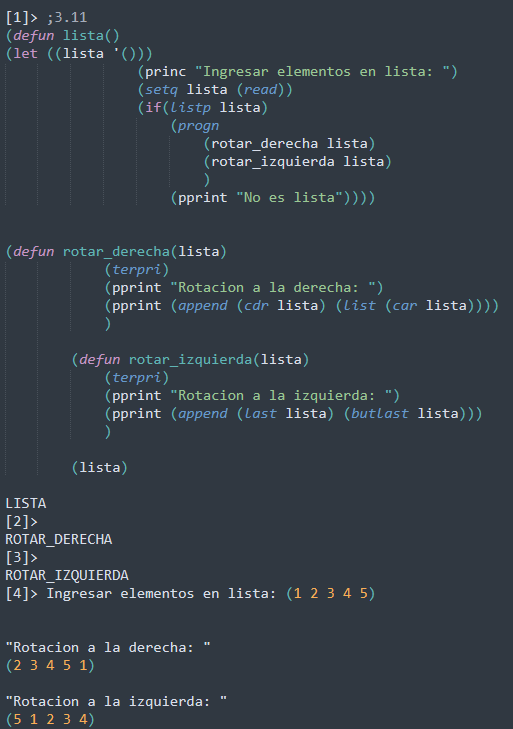 [1]> ;3.11
(defun lista()
(let ((lista '()))
(princ "Ingresar elementos en lista: ")
(setq lista (read))
(if(listp lista)
(progn
(rotar_derecha lista)
(rotar_izquierda lista)
)
(pprint "No es lista"))))
(defun rotar_derecha(lista)
(terpri)
(pprint "Rotacion a la derecha: ")
(pprint (append (cdr lista) (list (car lista))))
)
(defun rotar_izquierda(lista)
(terpri)
(pprint "Rotacion a la izquierda: ")
(pprint (append (last lista) (butlast lista)))
)
(lista)
LISTA
[2]>
ROTAR_DERECHA
[3]>
ROTAR_IZQUIERDA
[4]> Ingresar elementos en lista: (1 2 3 4 5)
"Rotacion a la derecha: "
(2 3 4 5 1)
"Rotacion a la izquierda: "
(5 1 2 3 4)